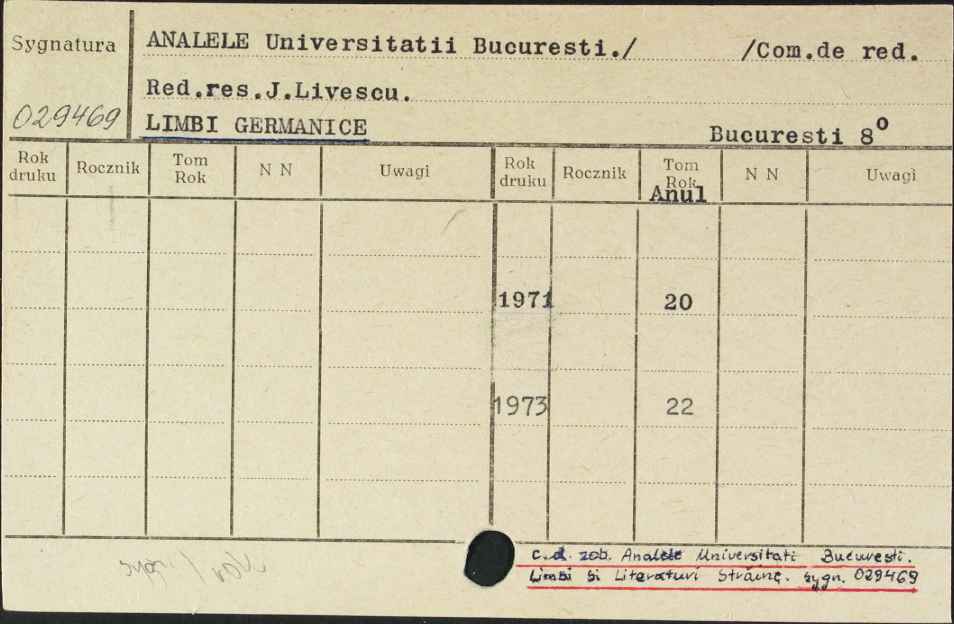 Sygnatura
029469
ANALELE Universitatii Bucuresti./ /Com.de red.
Red.res.J.Livescu.
LIMBI GERMANICE Bucuresti 8º
Rok druku Rocznik Tom Rok N N Uwagi Rok druku Rocznik Tom Rok N N Uwagi
Anul
1971 20
1973 22
c.d. zob. Analele Universitati Bucuresti.
Limbi si Literaturi Străine. sygn. 029469